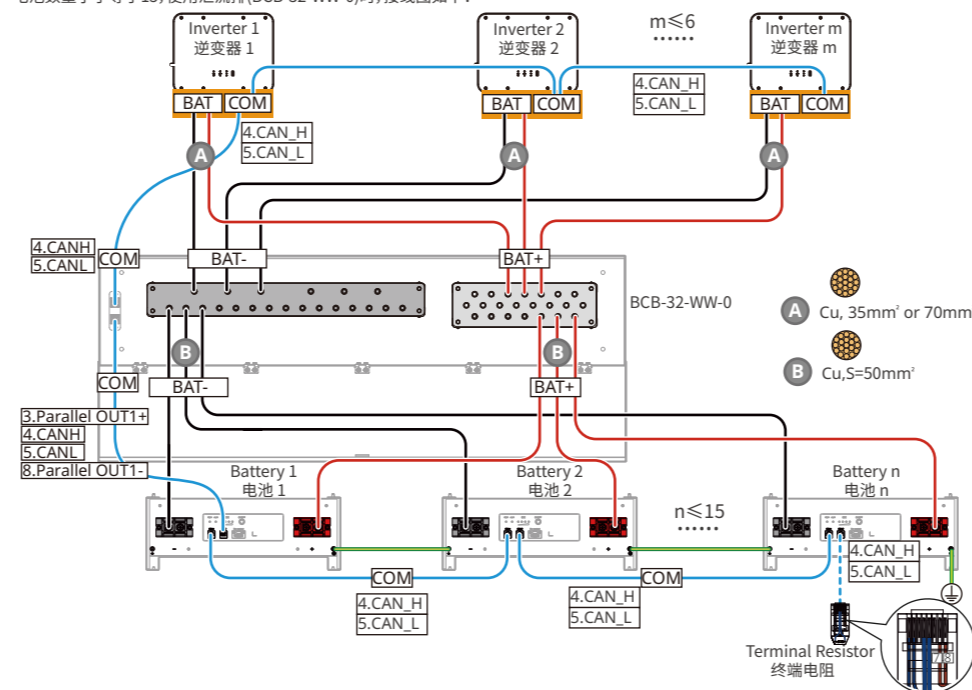 Inverter 1
逆变器 1
Inverter 2
逆变器 2
m≤6
......
Inverter m
逆变器 m
BAT COM
BAT COM
BAT COM
4.CAN_H
5.CAN_L
4.CAN_H
5.CAN_L
A
A
A
4.CANH
5.CANL
COM
BAT-
BAT+
BCB-32-WW-0
A Cu, 35mm² or 70mm
B Cu,S=50mm²
B
B
COM
BAT-
BAT+
3.Parallel OUT1+
4.CANH
5.CANL
8.Parallel OUT1-
Battery 1
电池 1
Battery 2
电池 2
n≤15
......
Battery n
电池 n
- +
- +
- +
COM
4.CAN_H
5.CAN_L
COM
4.CAN_H
5.CAN_L
4.CAN_H
5.CAN_L
Terminal Resistor
终端电阻